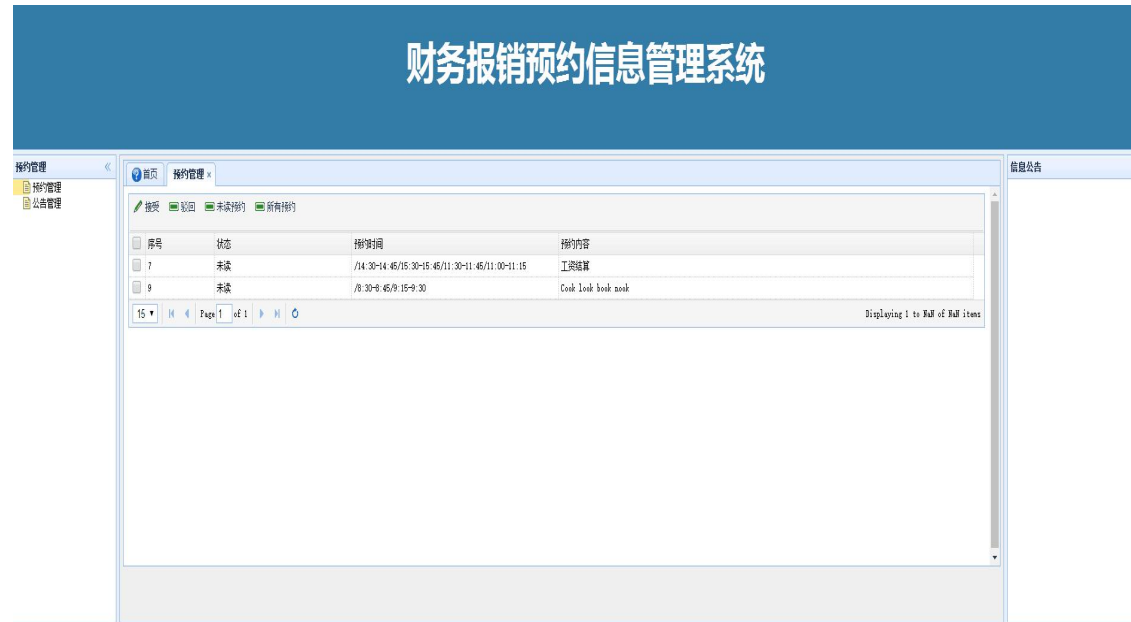 财务报销预约信息管理系统
预约管理
预约管理
公告管理
首页 预约管理
接受 驳回 未读预约 所有预约
序号 状态 预约时间 预约内容
7 未读 /14:30-14:45/15:30-15:45/11:30-11:45/11:00-11:15 工资结算
9 未读 /8:30-8:45/9:15-9:30 Cook look book nook
15 Page 1 of 1 Displaying 1 to NaN of NaN items
信息公告